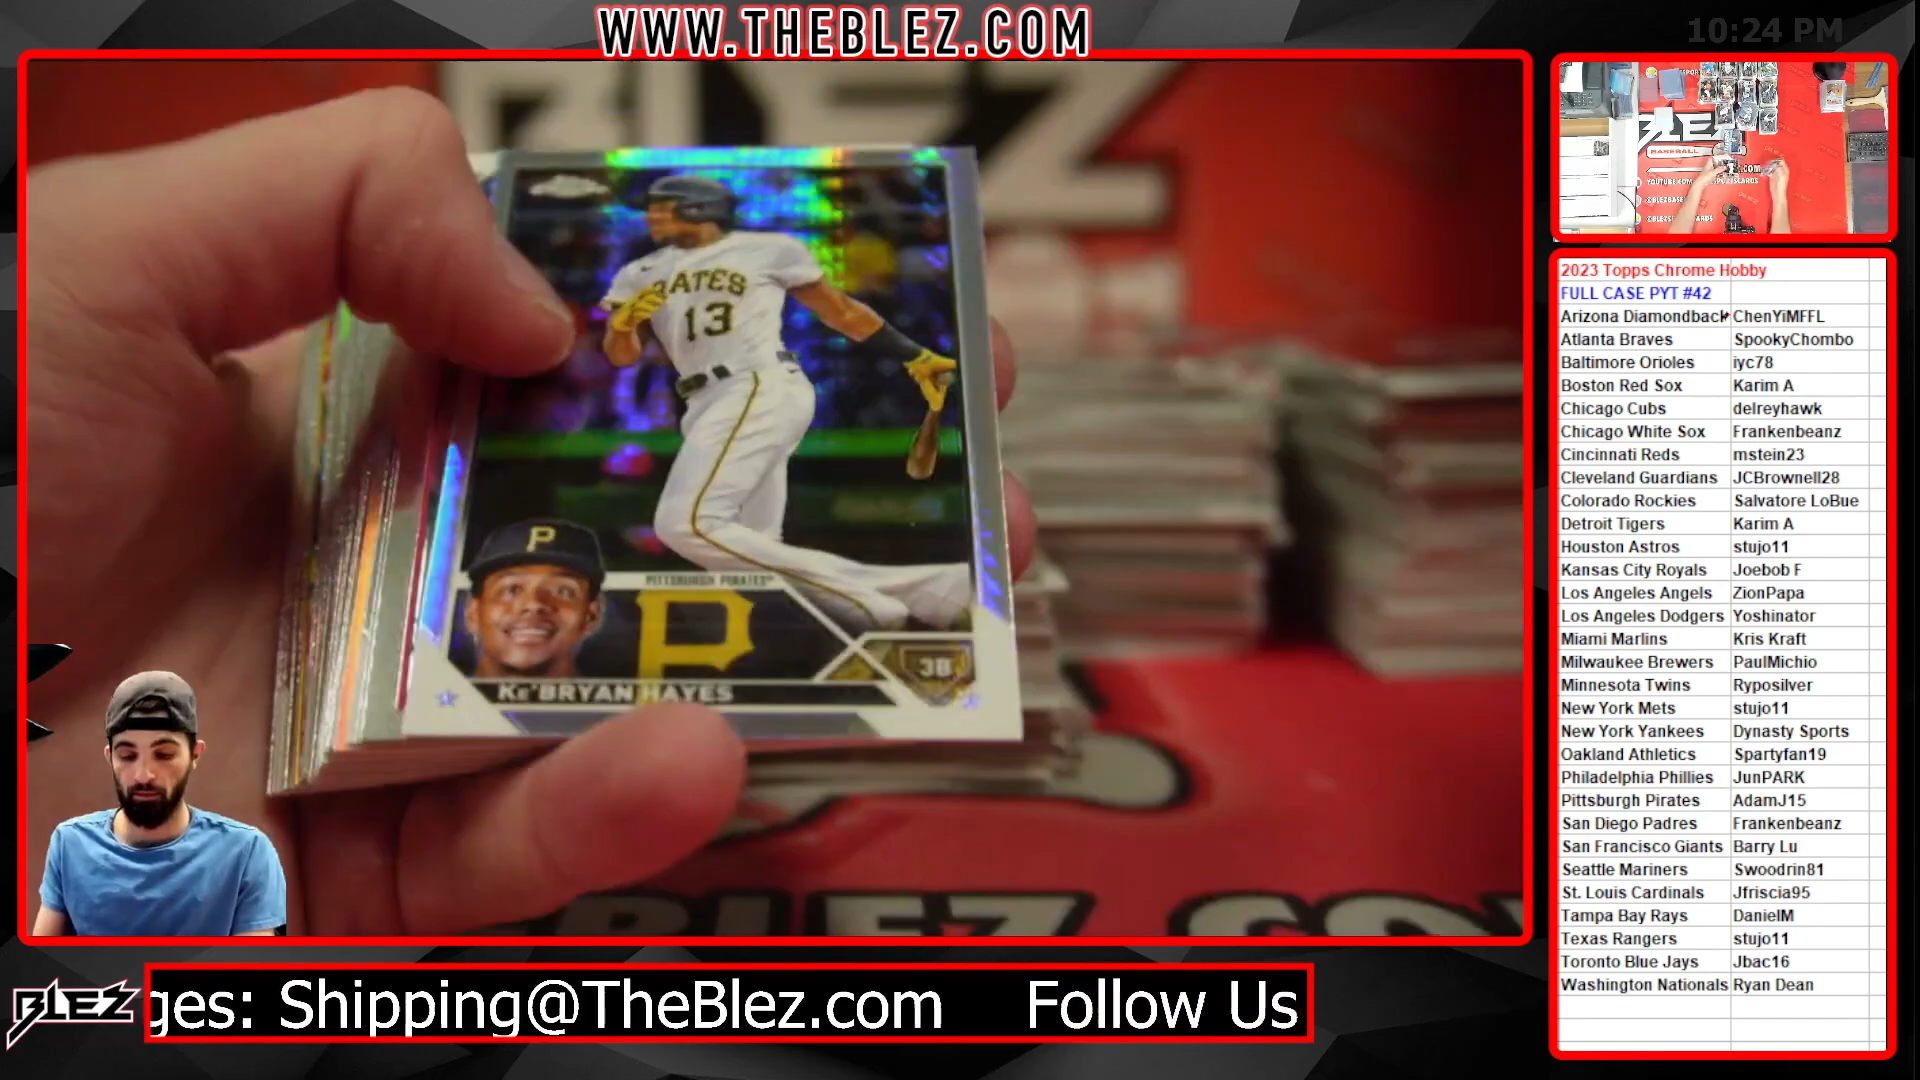 WWW.THEBLEZ.COM
10:24 PM
BLEZ
PIRATES
13
P
PITTSBURGH PIRATES
P
3B
KE'BRYAN HAYES
BLEZ
BASEBALL
2023 Topps Chrome Hobby
FULL CASE PYT #42
Arizona Diamondback ChenYiMFFL
Atlanta Braves SpookyChombo
Baltimore Orioles iyc78
Boston Red Sox Karim A
Chicago Cubs delreyhawk
Chicago White Sox Frankenbeanz
Cincinnati Reds mstein23
Cleveland Guardians JCBrownell28
Colorado Rockies Salvatore LoBue
Detroit Tigers Karim A
Houston Astros stujo11
Kansas City Royals Joebob F
Los Angeles Angels ZionPapa
Los Angeles Dodgers Yoshinator
Miami Marlins Kris Kraft
Milwaukee Brewers PaulMichio
Minnesota Twins Ryposilver
New York Mets stujo11
New York Yankees Dynasty Sports
Oakland Athletics Spartyfan19
Philadelphia Phillies JunPARK
Pittsburgh Pirates AdamJ15
San Diego Padres Frankenbeanz
San Francisco Giants Barry Lu
Seattle Mariners Swoodrin81
St. Louis Cardinals Jfriscia95
Tampa Bay Rays DanielM
Texas Rangers stujo11
Toronto Blue Jays Jbac16
Washington Nationals Ryan Dean
BLEZ
ges: Shipping@TheBlez.com Follow Us